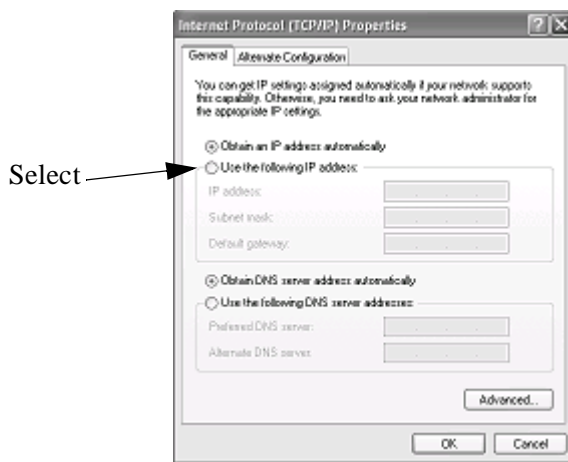 Internet Protocol (TCP/IP) Properties
General
Alternate Configuration
You can get IP settings assigned automatically if your network supports
this capability. Otherwise, you need to ask your network administrator for
the appropriate IP settings.
Obtain an IP address automatically
Select
Use the following IP address:
IP address:
Subnet mask:
Default gateway:
Obtain DNS server address automatically
Use the following DNS server addresses:
Preferred DNS server:
Alternate DNS server:
Advanced...
OK
Cancel